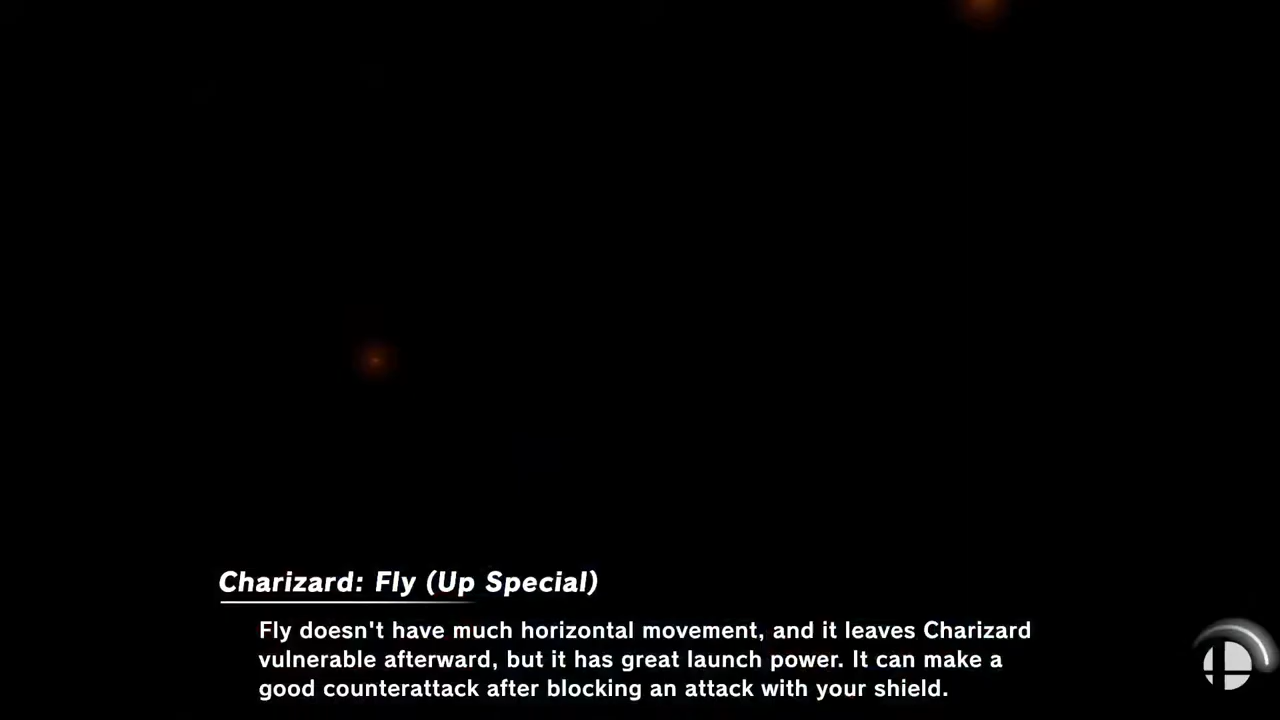 Charizard: Fly (Up Special)
Fly doesn't have much horizontal movement, and it leaves Charizard
vulnerable afterward, but it has great launch power. It can make a
good counterattack after blocking an attack with your shield.